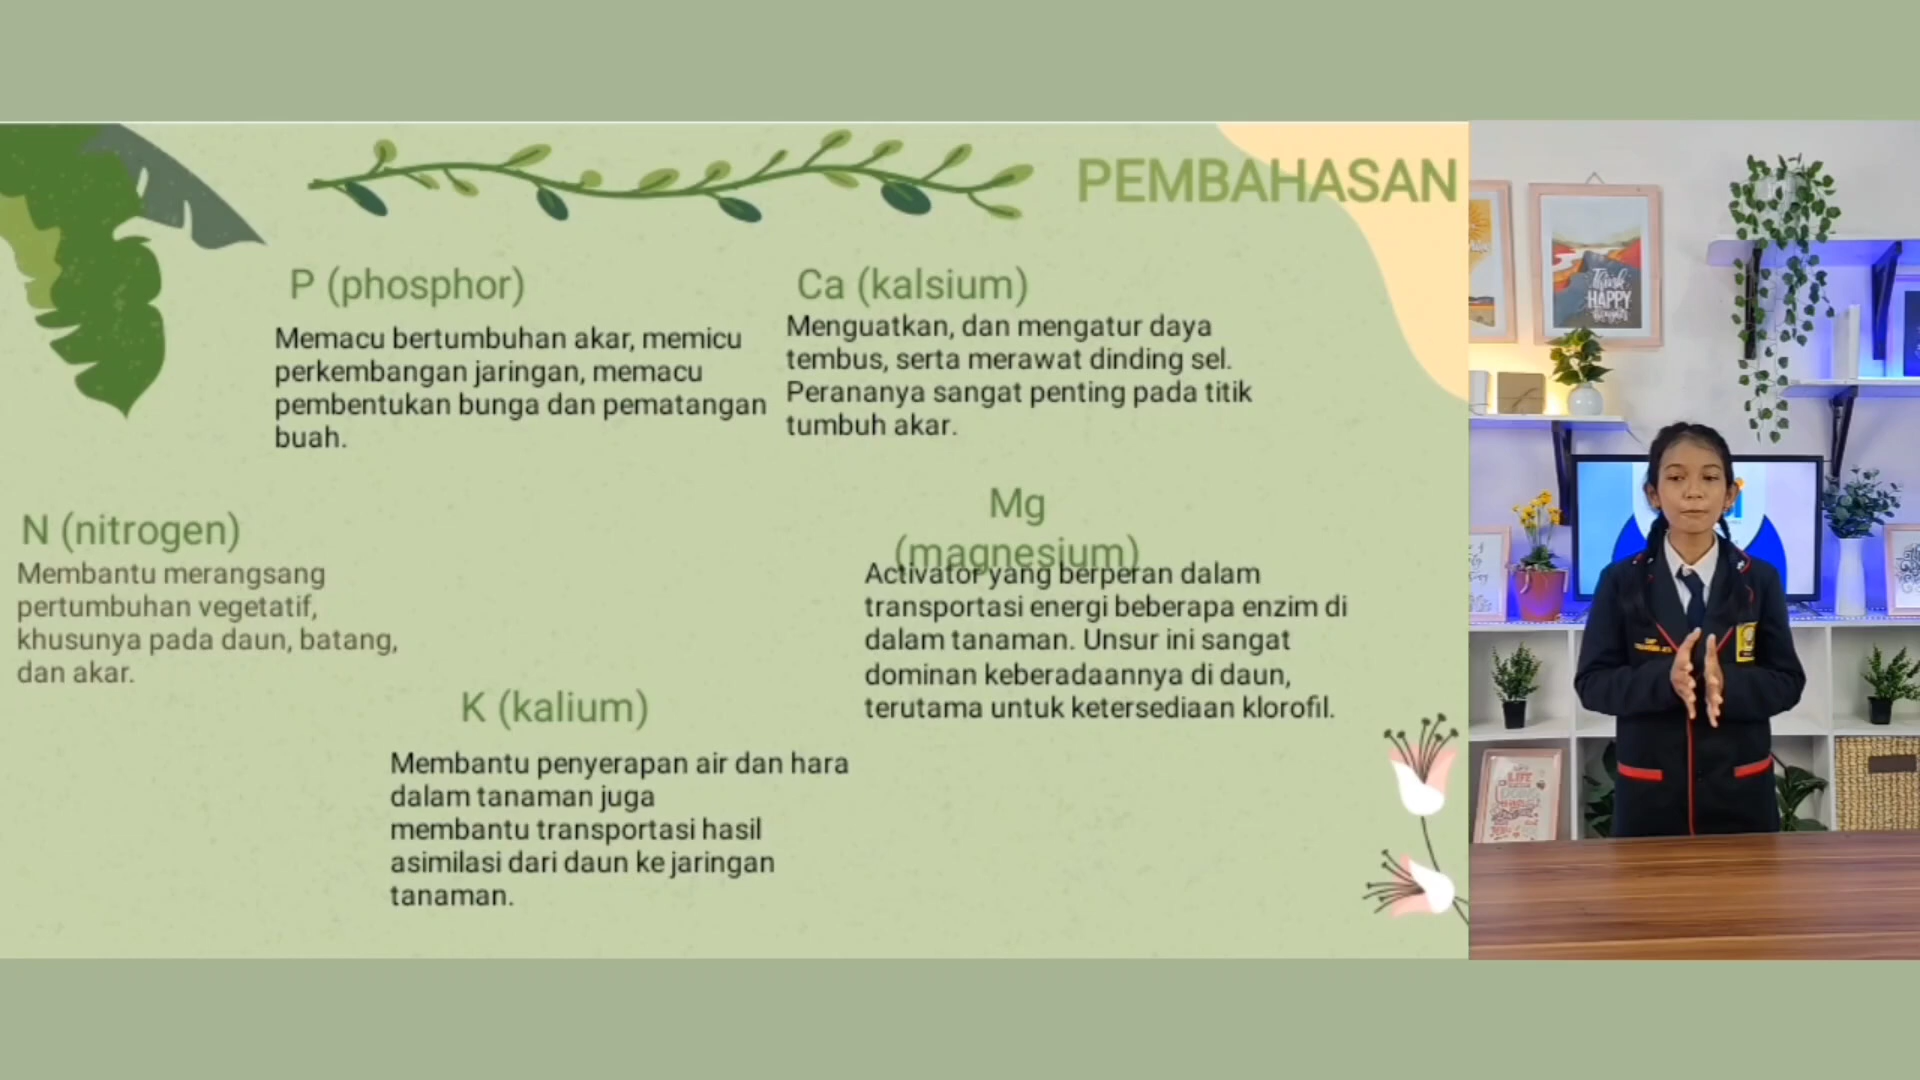 PEMBAHASAN
P (phosphor)
Memacu bertumbuhan akar, memicu
perkembangan jaringan, memacu
pembentukan bunga dan pematangan
buah.
Ca (kalsium)
Menguatkan, dan mengatur daya
tembus, serta merawat dinding sel.
Perananya sangat penting pada titik
tumbuh akar.
N (nitrogen)
Membantu merangsang
pertumbuhan vegetatif,
khusunya pada daun, batang,
dan akar.
Mg
(magnesium)
Activator yang berperan dalam
transportasi energi beberapa enzim di
dalam tanaman. Unsur ini sangat
dominan keberadaannya di daun,
terutama untuk ketersediaan klorofil.
K (kalium)
Membantu penyerapan air dan hara
dalam tanaman juga
membantu transportasi hasil
asimilasi dari daun ke jaringan
tanaman.
Think
HAPPY
LIFE